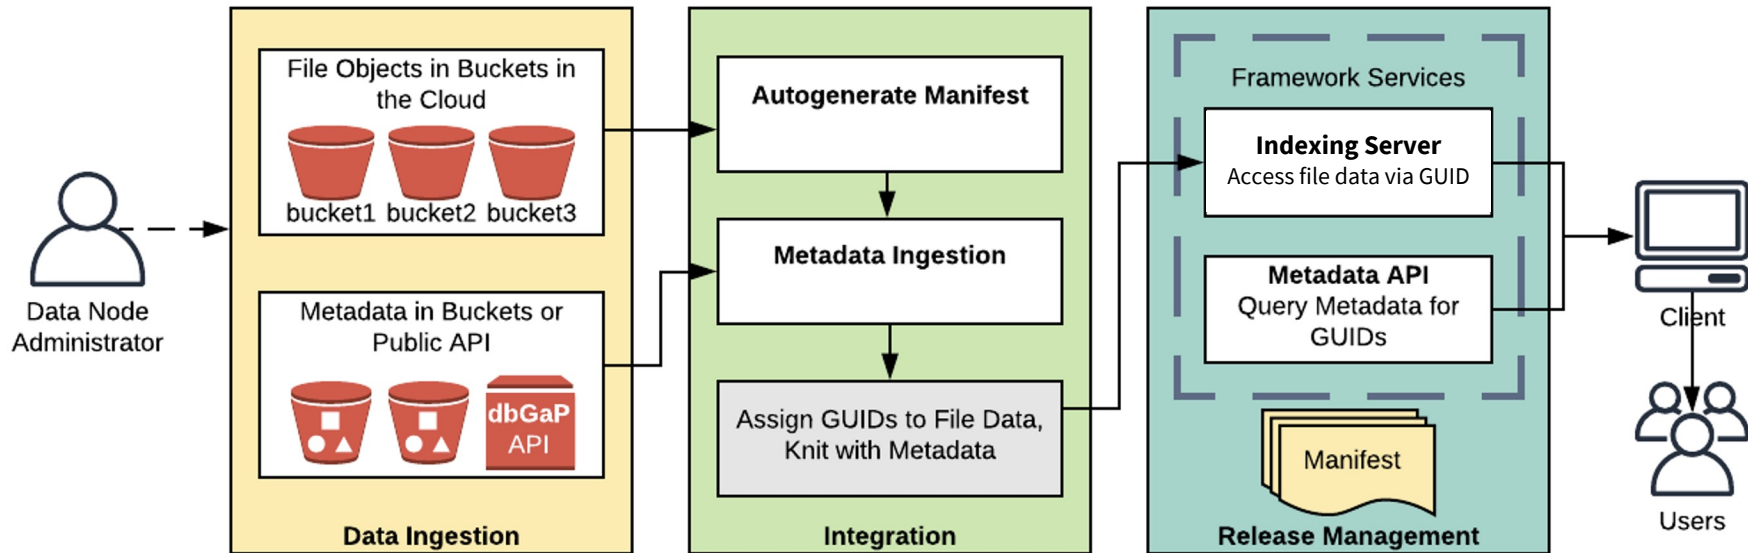 Data Node
Administrator
File Objects in Buckets in
the Cloud
bucket1 bucket2 bucket3
Metadata in Buckets or
Public API
dbGaP
API
Data Ingestion
Autogenerate Manifest
Metadata Ingestion
Assign GUIDs to File Data,
Knit with Metadata
Integration
Framework Services
Indexing Server
Access file data via GUID
Metadata API
Query Metadata for
GUIDs
Manifest
Release Management
Client
Users